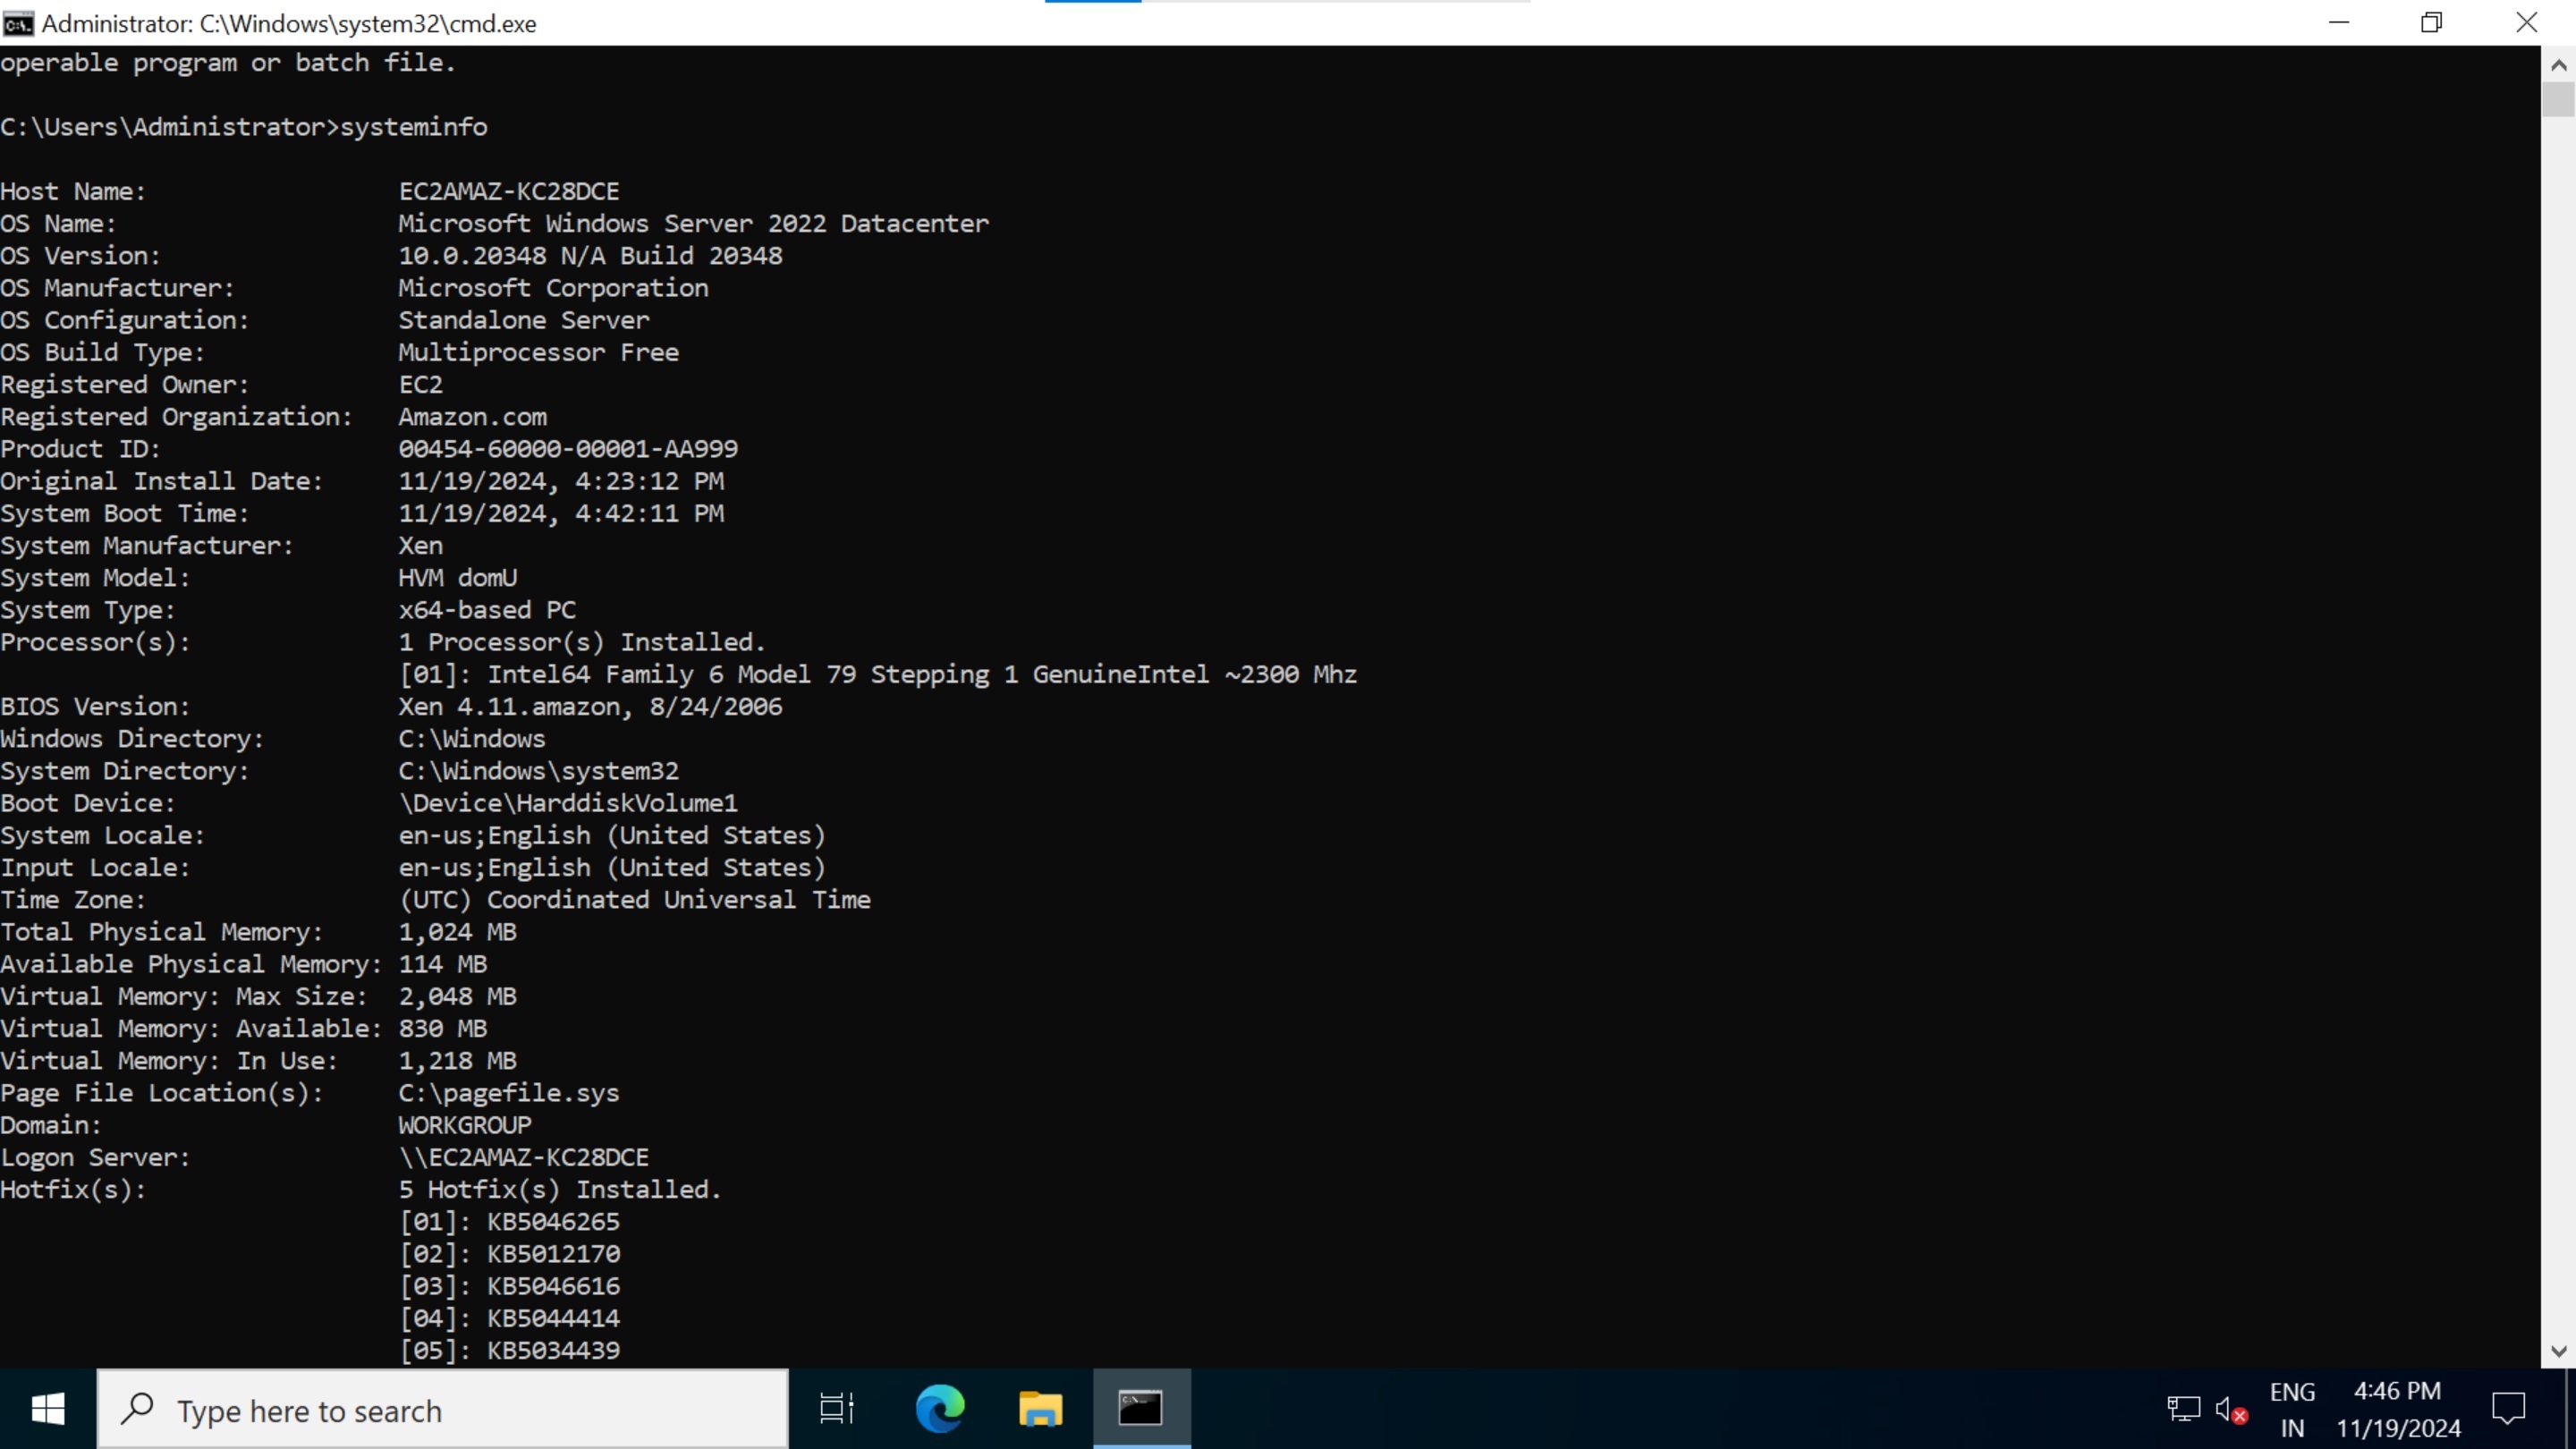 Administrator: C:\Windows\system32\cmd.exe
operable program or batch file.
C:\Users\Administrator>systeminfo
Host Name: EC2AMAZ-KC28DCE
OS Name: Microsoft Windows Server 2022 Datacenter
OS Version: 10.0.20348 N/A Build 20348
OS Manufacturer: Microsoft Corporation
OS Configuration: Standalone Server
OS Build Type: Multiprocessor Free
Registered Owner: EC2
Registered Organization: Amazon.com
Product ID: 00454-60000-00001-AA999
Original Install Date: 11/19/2024, 4:23:12 PM
System Boot Time: 11/19/2024, 4:42:11 PM
System Manufacturer: Xen
System Model: HVM domU
System Type: x64-based PC
Processor(s): 1 Processor(s) Installed.
[01]: Intel64 Family 6 Model 79 Stepping 1 GenuineIntel ~2300 Mhz
BIOS Version: Xen 4.11.amazon, 8/24/2006
Windows Directory: C:\Windows
System Directory: C:\Windows\system32
Boot Device: \Device\HarddiskVolume1
System Locale: en-us;English (United States)
Input Locale: en-us;English (United States)
Time Zone: (UTC) Coordinated Universal Time
Total Physical Memory: 1,024 MB
Available Physical Memory: 114 MB
Virtual Memory: Max Size: 2,048 MB
Virtual Memory: Available: 830 MB
Virtual Memory: In Use: 1,218 MB
Page File Location(s): C:\pagefile.sys
Domain: WORKGROUP
Logon Server: \\EC2AMAZ-KC28DCE
Hotfix(s): 5 Hotfix(s) Installed.
[01]: KB5046265
[02]: KB5012170
[03]: KB5046616
[04]: KB5044414
[05]: KB5034439
Type here to search
ENG 4:46 PM
IN 11/19/2024